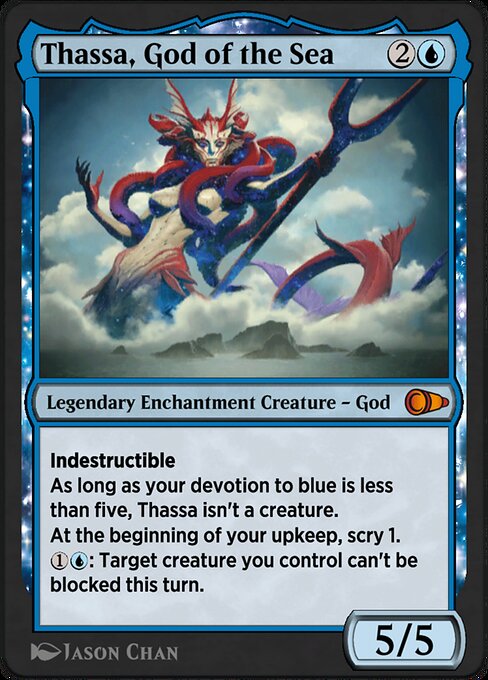 Thassa, God of the Sea 2
Legendary Enchantment Creature – God
Indestructible
As long as your devotion to blue is less
than five, Thassa isn't a creature.
At the beginning of your upkeep, scry 1.
1: Target creature you control can't be
blocked this turn.
5/5
Jason Chan